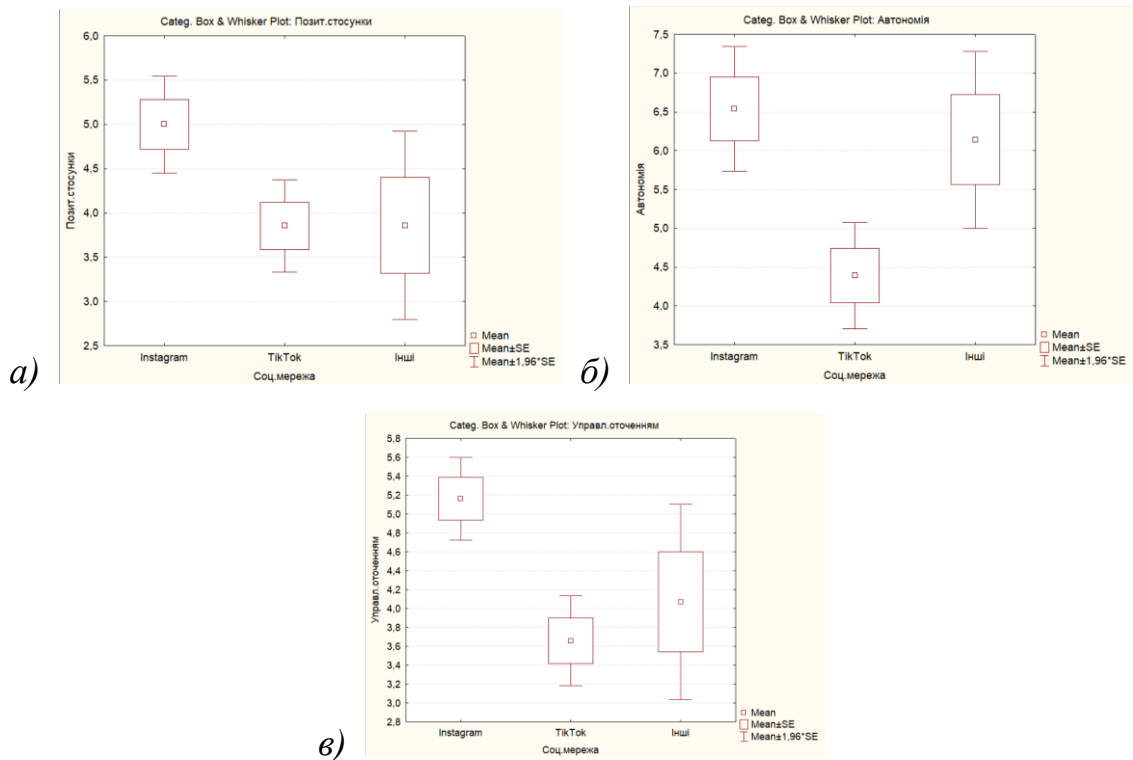 Categ. Box & Whisker Plot: Позит.стосунки
6,0
5,5
5,0
4,5
4,0
3,5
3,0
2,5
Позит.стосунки
Instagram TikTok Інші
Соц.мережа
Mean
Mean±SE
Mean±1,96*SE
а)
Categ. Box & Whisker Plot: Автономія
7,5
7,0
6,5
6,0
5,5
5,0
4,5
4,0
3,5
Автономія
Instagram TikTok Інші
Соц.мережа
Mean
Mean±SE
Mean±1,96*SE
б)
Categ. Box & Whisker Plot: Управл.оточенням
5,8
5,6
5,4
5,2
5,0
4,8
4,6
4,4
4,2
4,0
3,8
3,6
3,4
3,2
3,0
2,8
Управл.оточенням
Instagram TikTok Інші
Соц.мережа
Mean
Mean±SE
Mean±1,96*SE
в)